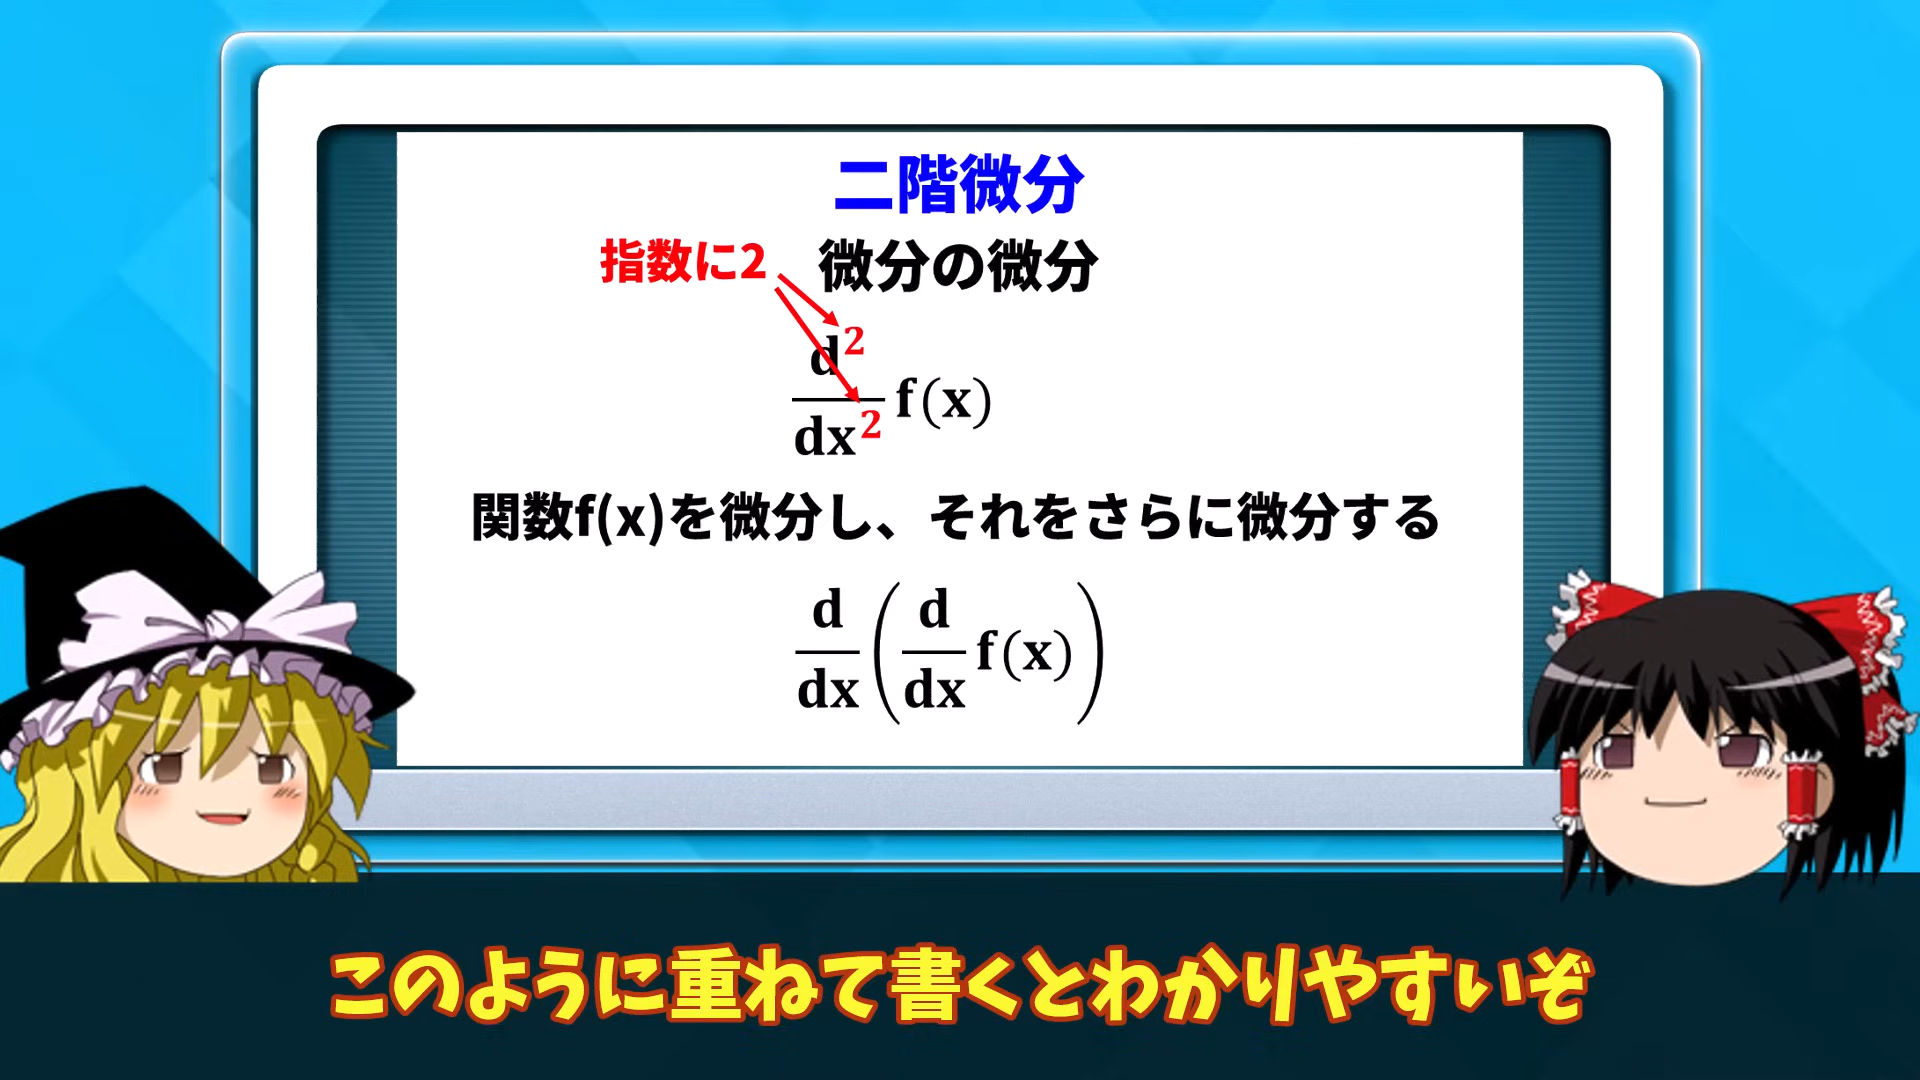 二階微分
指数に2 微分の微分
d²/dx² f(x)
関数f(x)を微分し、それをさらに微分する
d/dx (d/dx f(x))
このように重ねて書くとわかりやすいぞ